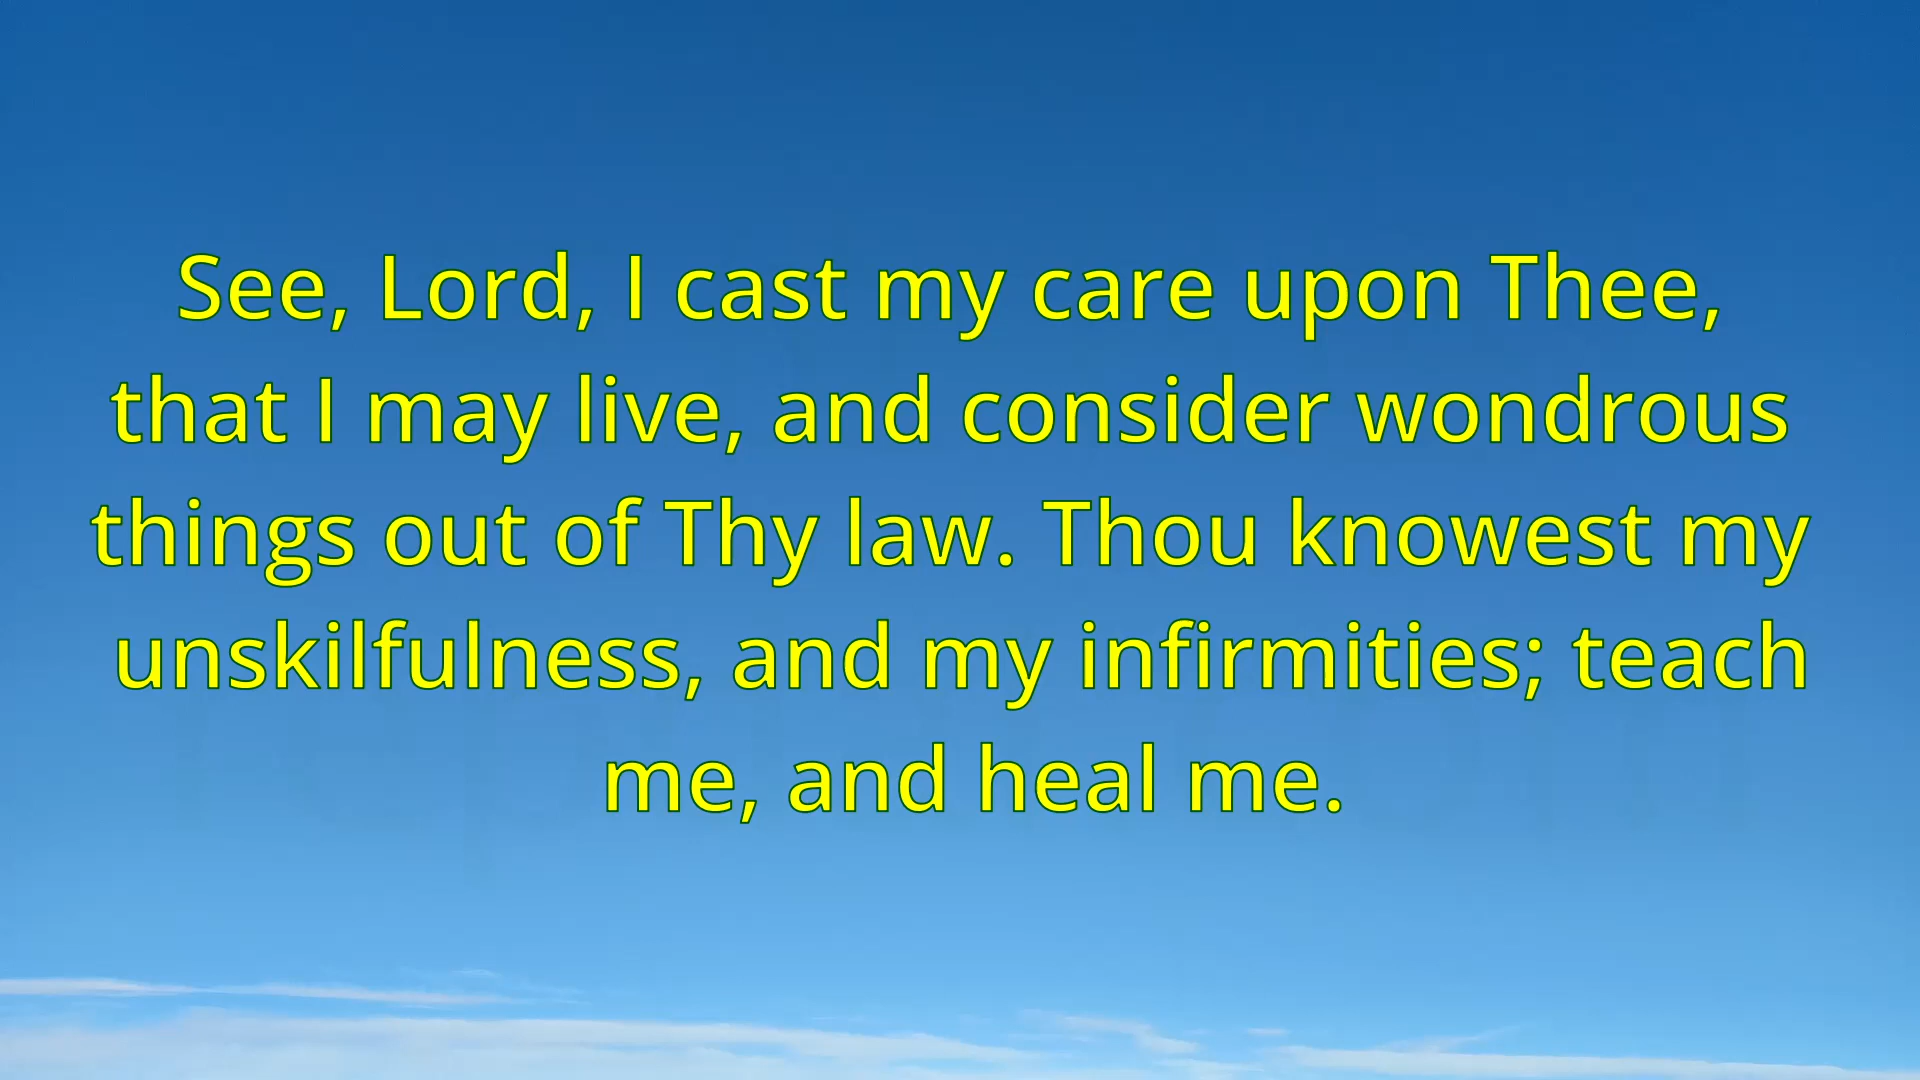 See, Lord, I cast my care upon Thee,
that I may live, and consider wondrous
things out of Thy law. Thou knowest my
unskilfulness, and my infirmities; teach
me, and heal me.